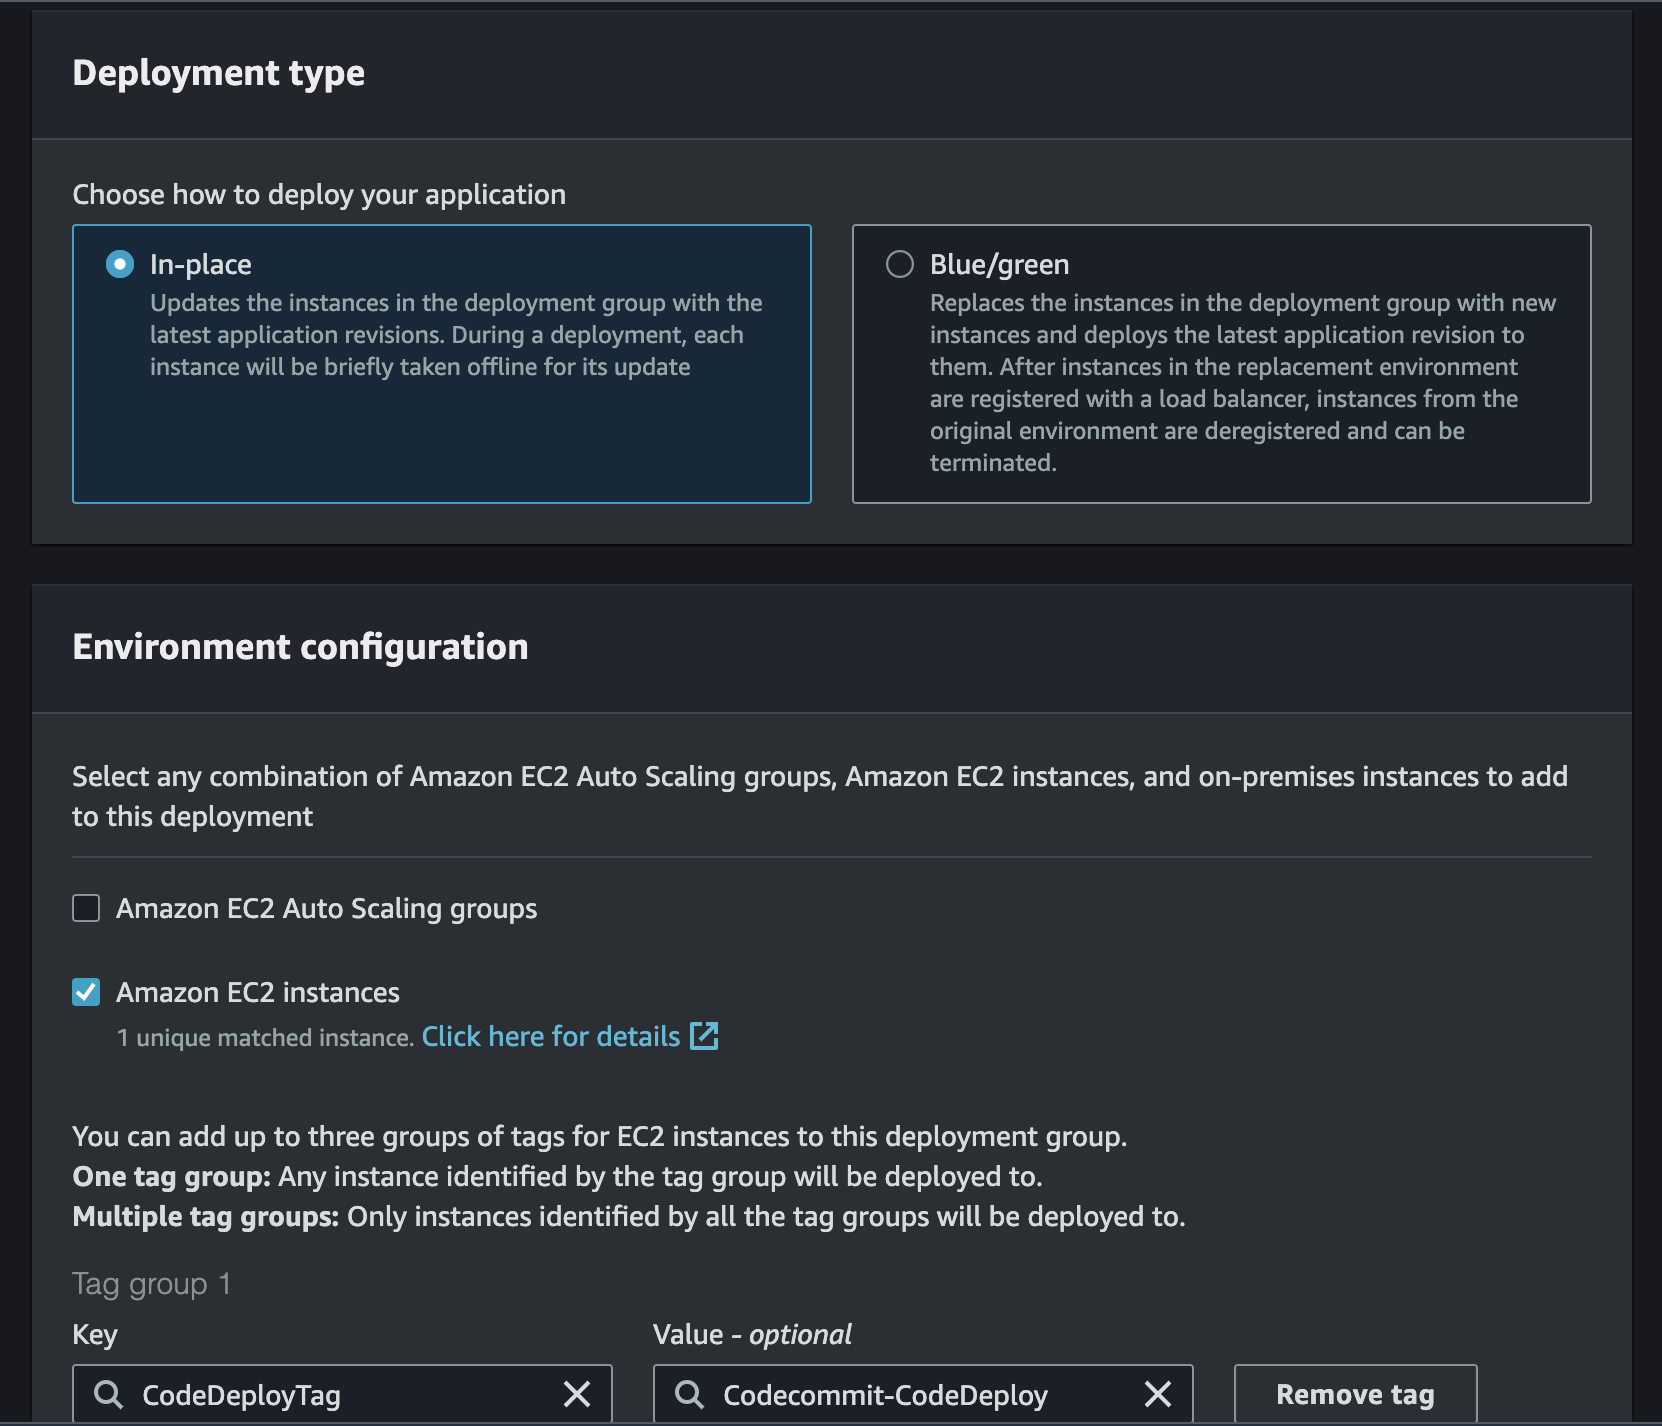 Deployment type
Choose how to deploy your application
In-place
Updates the instances in the deployment group with the
latest application revisions. During a deployment, each
instance will be briefly taken offline for its update
Blue/green
Replaces the instances in the deployment group with new
instances and deploys the latest application revision to
them. After instances in the replacement environment
are registered with a load balancer, instances from the
original environment are deregistered and can be
terminated.
Environment configuration
Select any combination of Amazon EC2 Auto Scaling groups, Amazon EC2 instances, and on-premises instances to add
to this deployment
Amazon EC2 Auto Scaling groups
Amazon EC2 instances
1 unique matched instance. Click here for details
You can add up to three groups of tags for EC2 instances to this deployment group.
One tag group: Any instance identified by the tag group will be deployed to.
Multiple tag groups: Only instances identified by all the tag groups will be deployed to.
Tag group 1
Key
Value - optional
CodeDeployTag
Codecommit-CodeDeploy
Remove tag